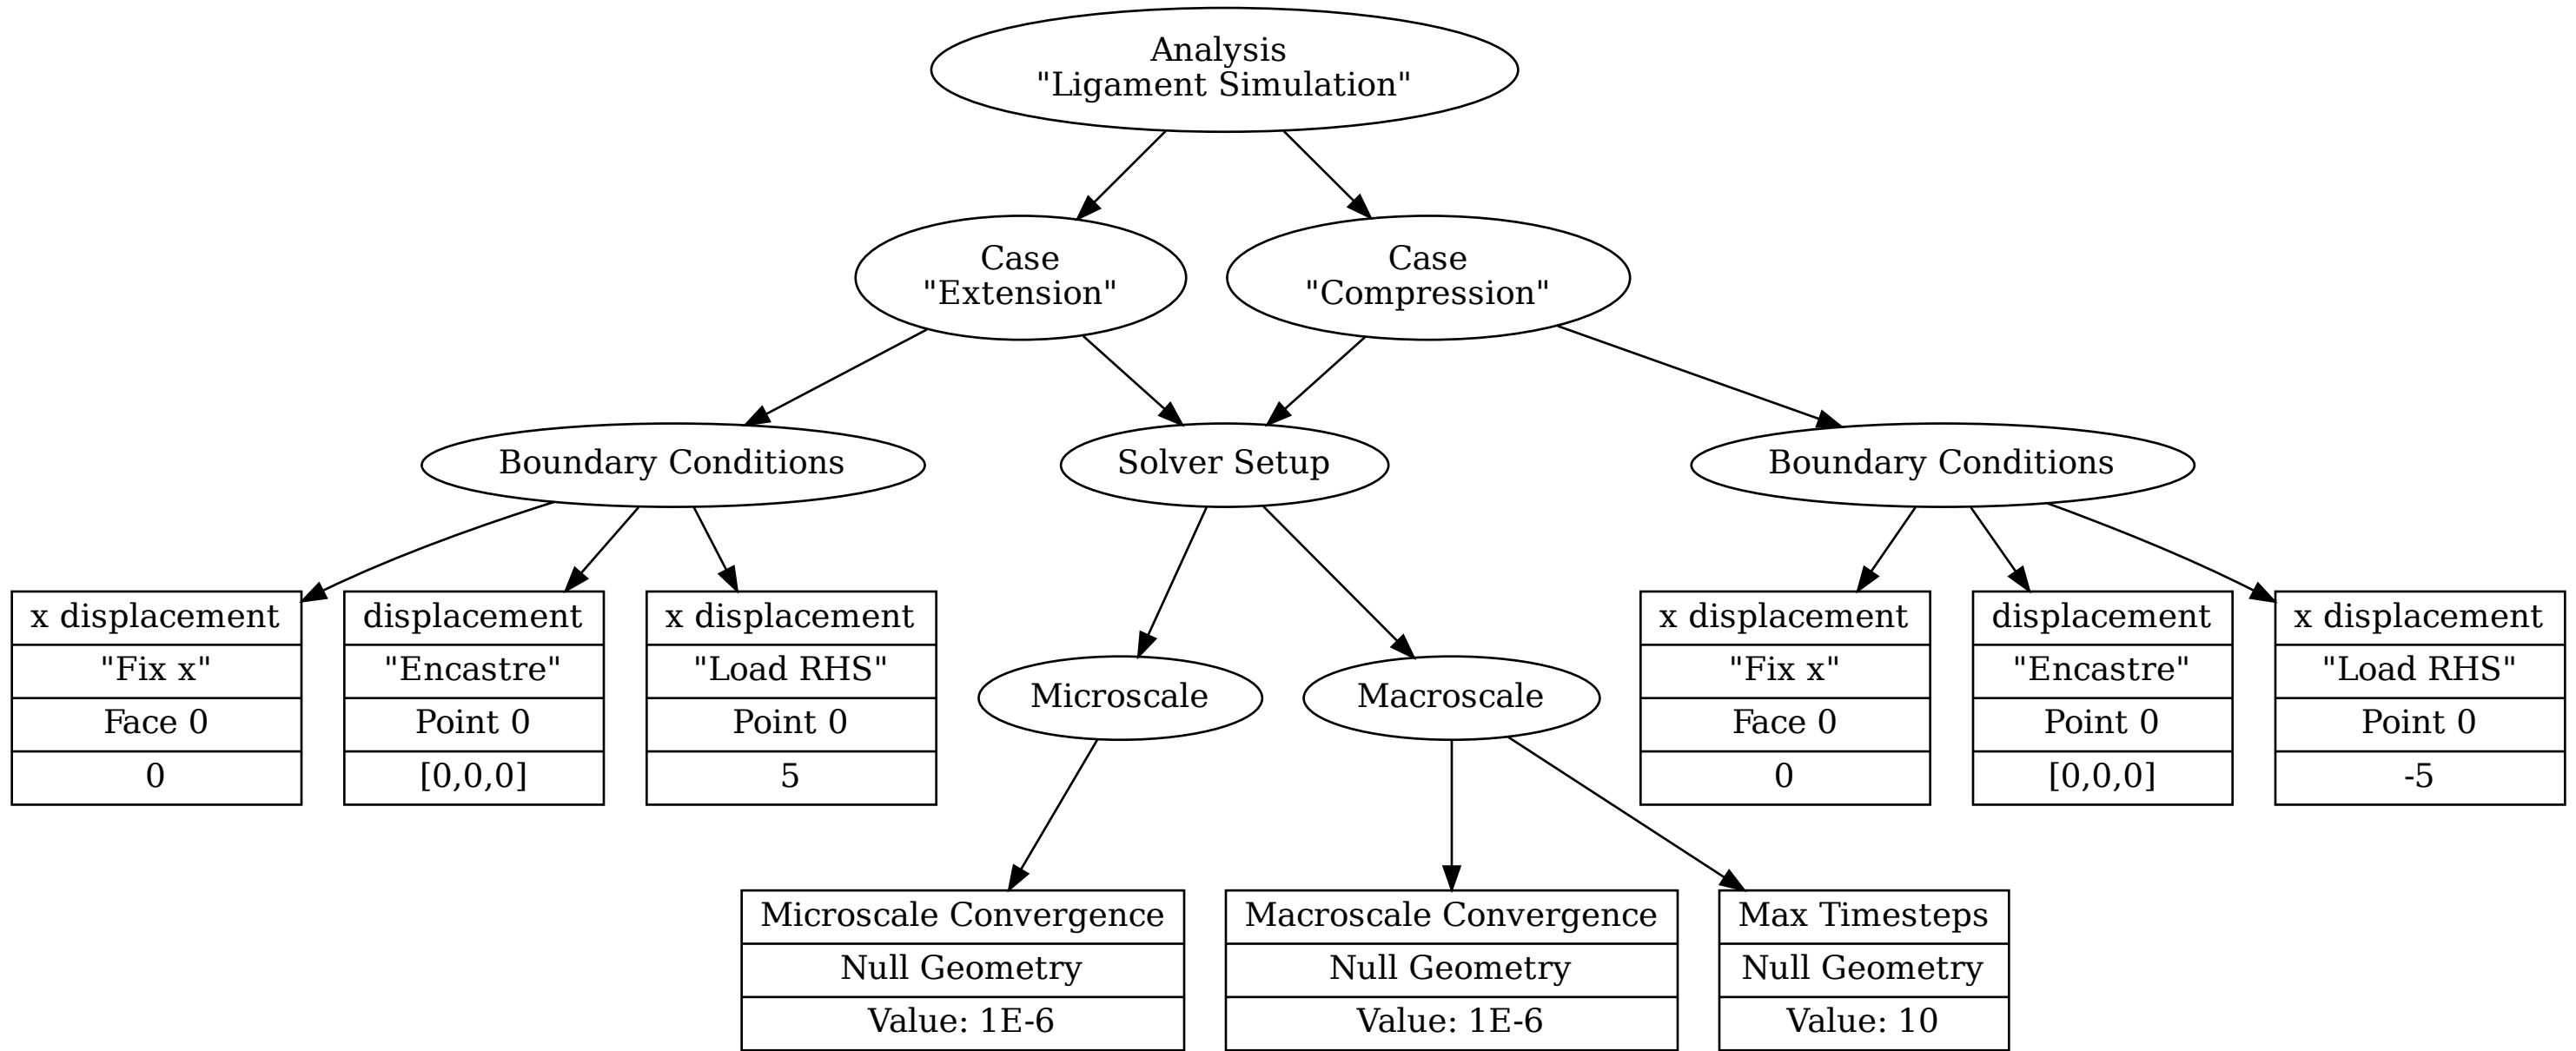 Analysis
"Ligament Simulation"
Case
"Extension"
Case
"Compression"
Boundary Conditions
Solver Setup
Boundary Conditions
x displacement
"Fix x"
Face 0
0
displacement
"Encastre"
Point 0
[0,0,0]
x displacement
"Load RHS"
Point 0
5
Microscale
Macroscale
x displacement
"Fix x"
Face 0
0
displacement
"Encastre"
Point 0
[0,0,0]
x displacement
"Load RHS"
Point 0
-5
Microscale Convergence
Null Geometry
Value: 1E-6
Macroscale Convergence
Null Geometry
Value: 1E-6
Max Timesteps
Null Geometry
Value: 10